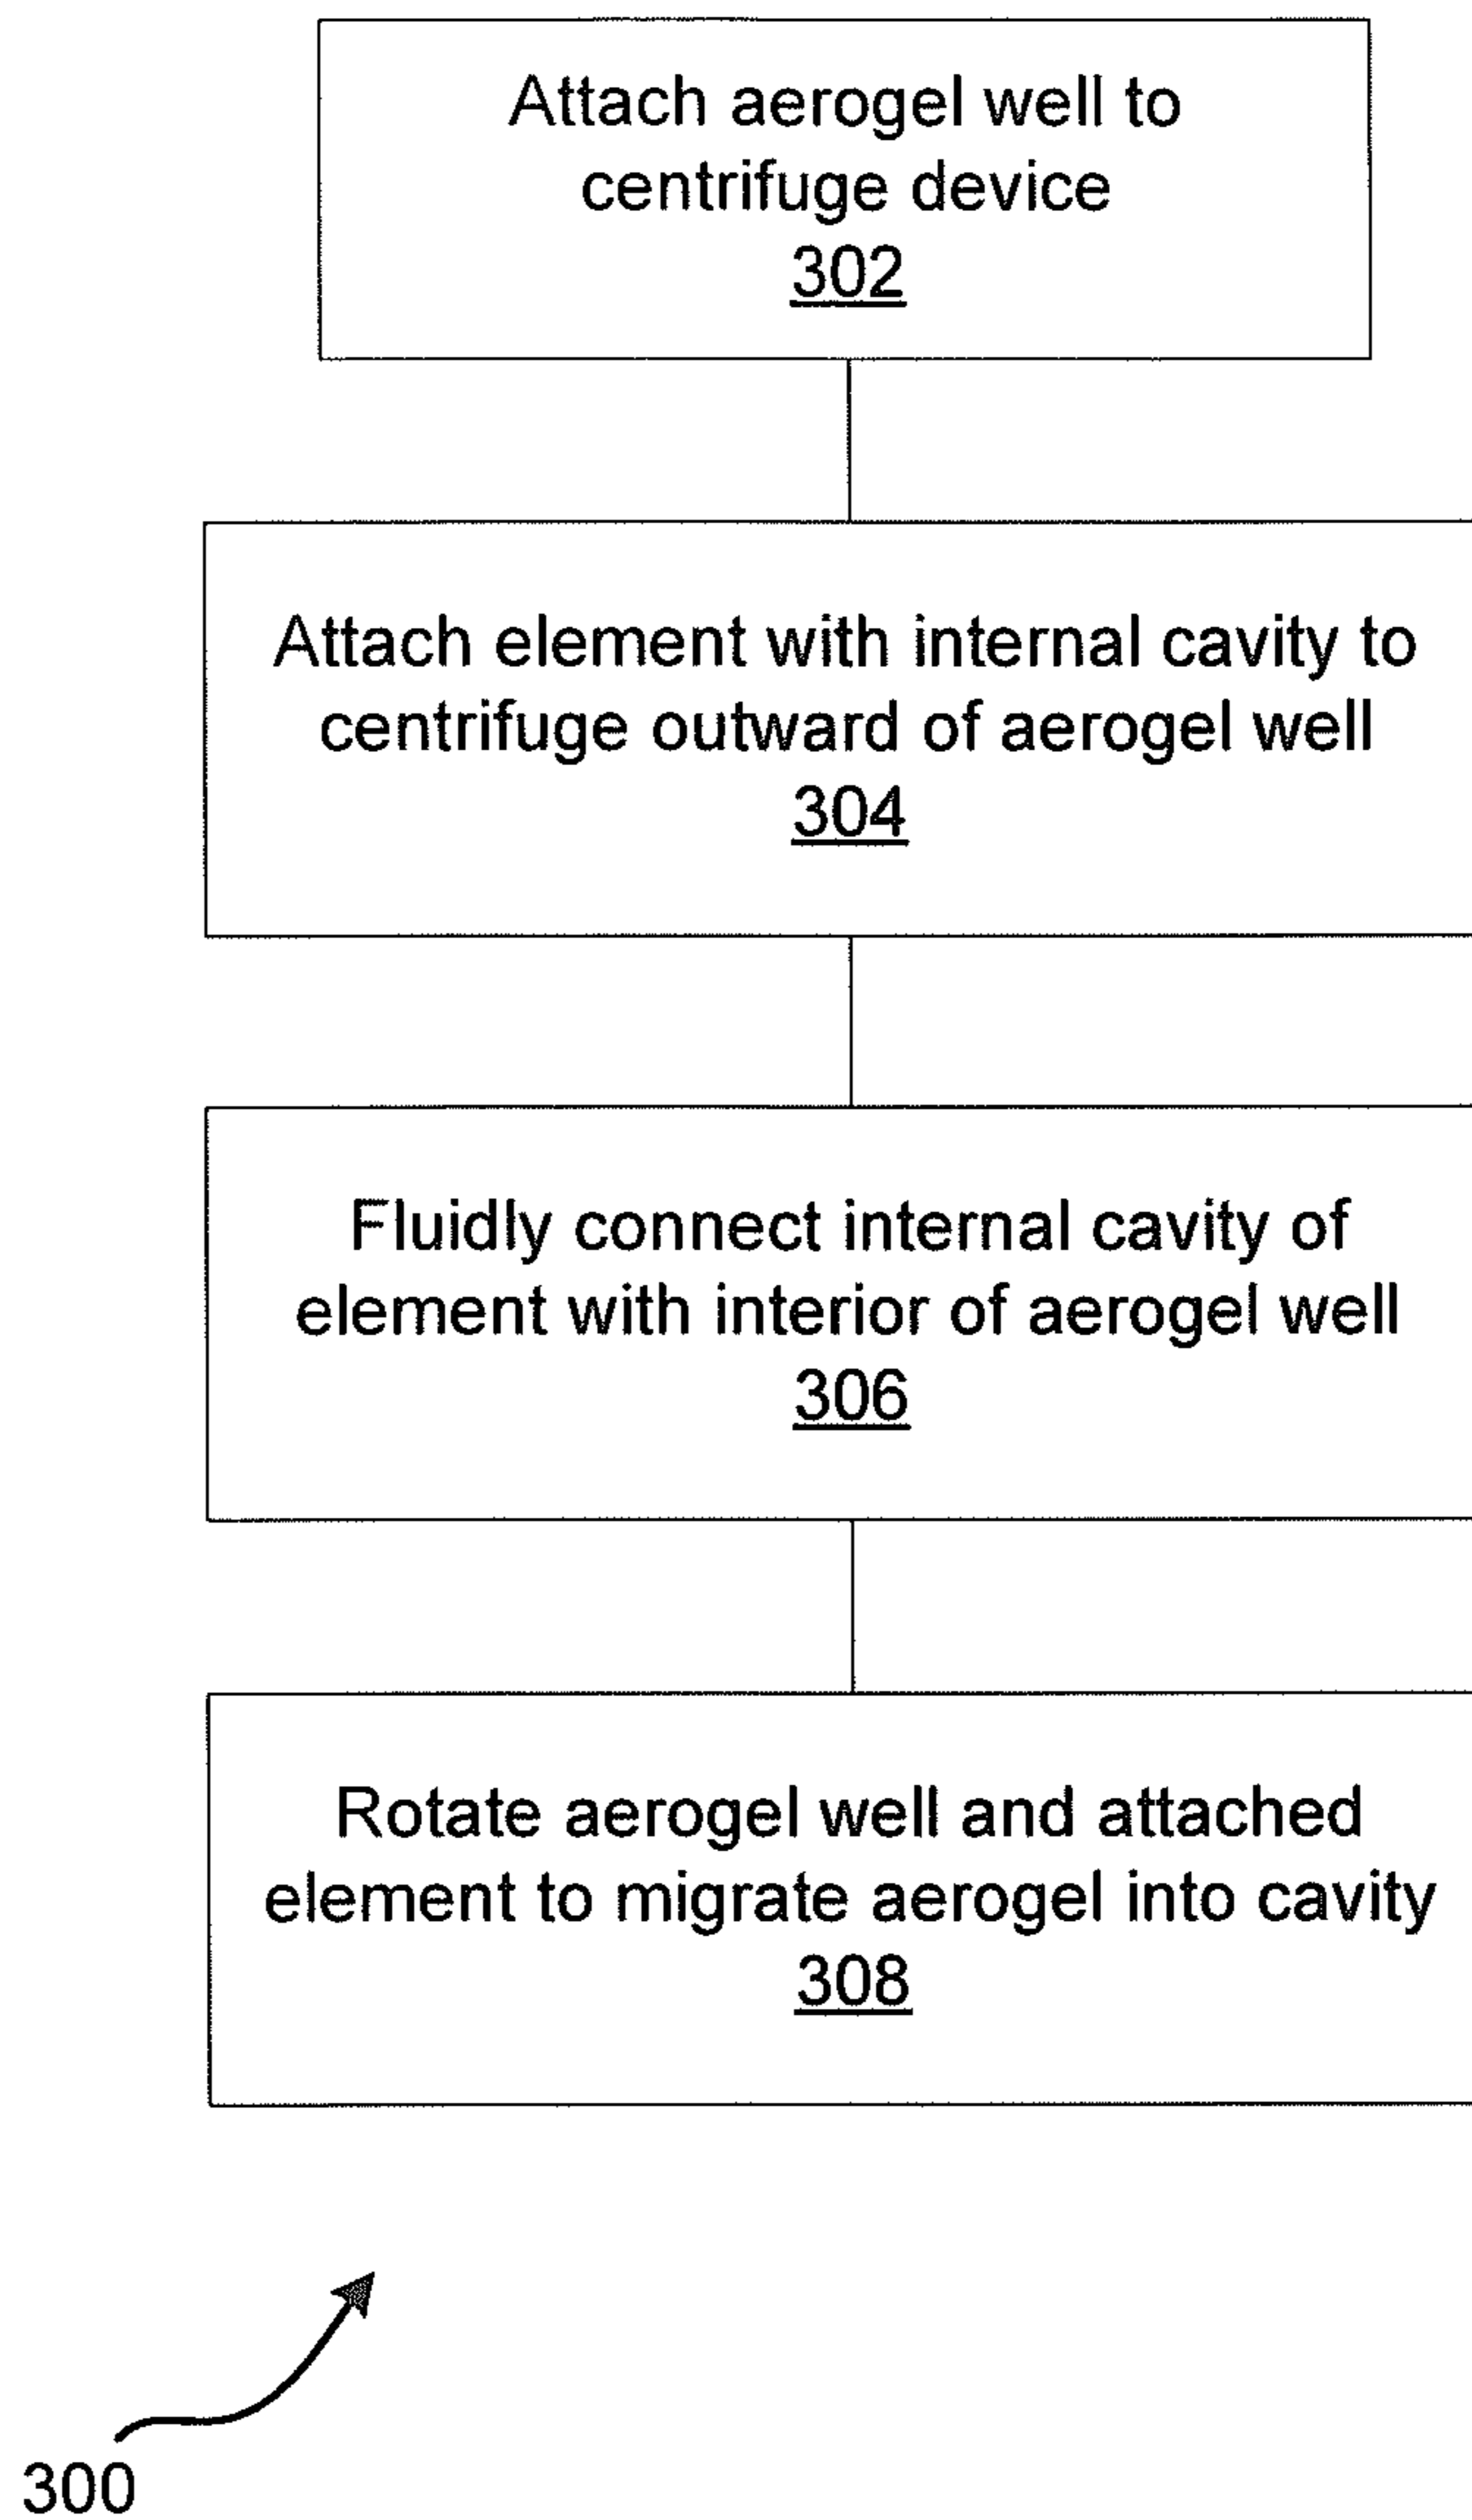 Attach aerogel well to
centrifuge device
302
Attach element with internal cavity to
centrifuge outward of aerogel well
304
Fluidly connect internal cavity of
element with interior of aerogel well
306
Rotate aerogel well and attached
element to migrate aerogel into cavity
308
300